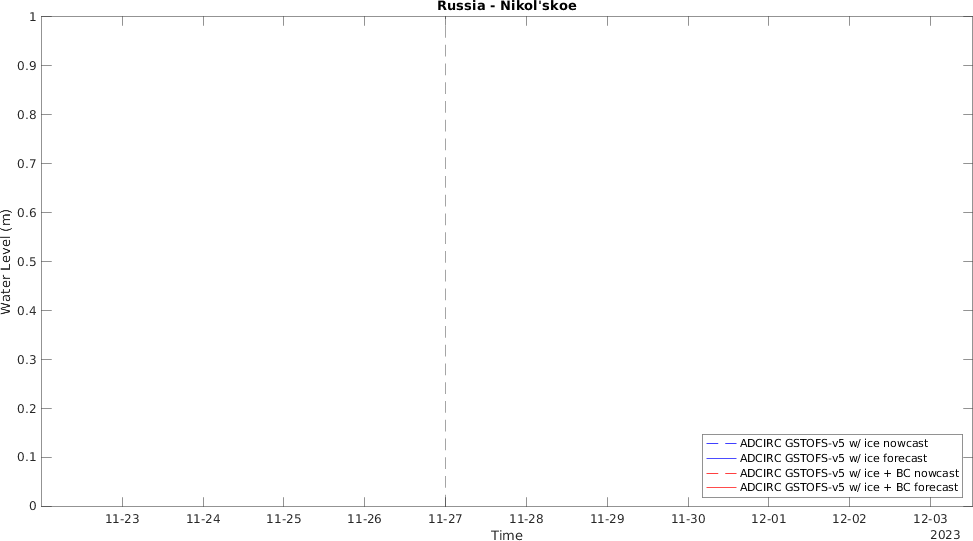 Russia - Nikol'skoe
1
0.9
0.8
0.7
0.6
0.5
0.4
0.3
0.2
0.1
0
Water Level (m)
ADCIRC GSTOFS-v5 w/ ice nowcast
ADCIRC GSTOFS-v5 w/ ice forecast
ADCIRC GSTOFS-v5 w/ ice + BC nowcast
ADCIRC GSTOFS-v5 w/ ice + BC forecast
11-23 11-24 11-25 11-26 11-27 11-28 11-29 11-30 12-01 12-02 12-03
Time
2023